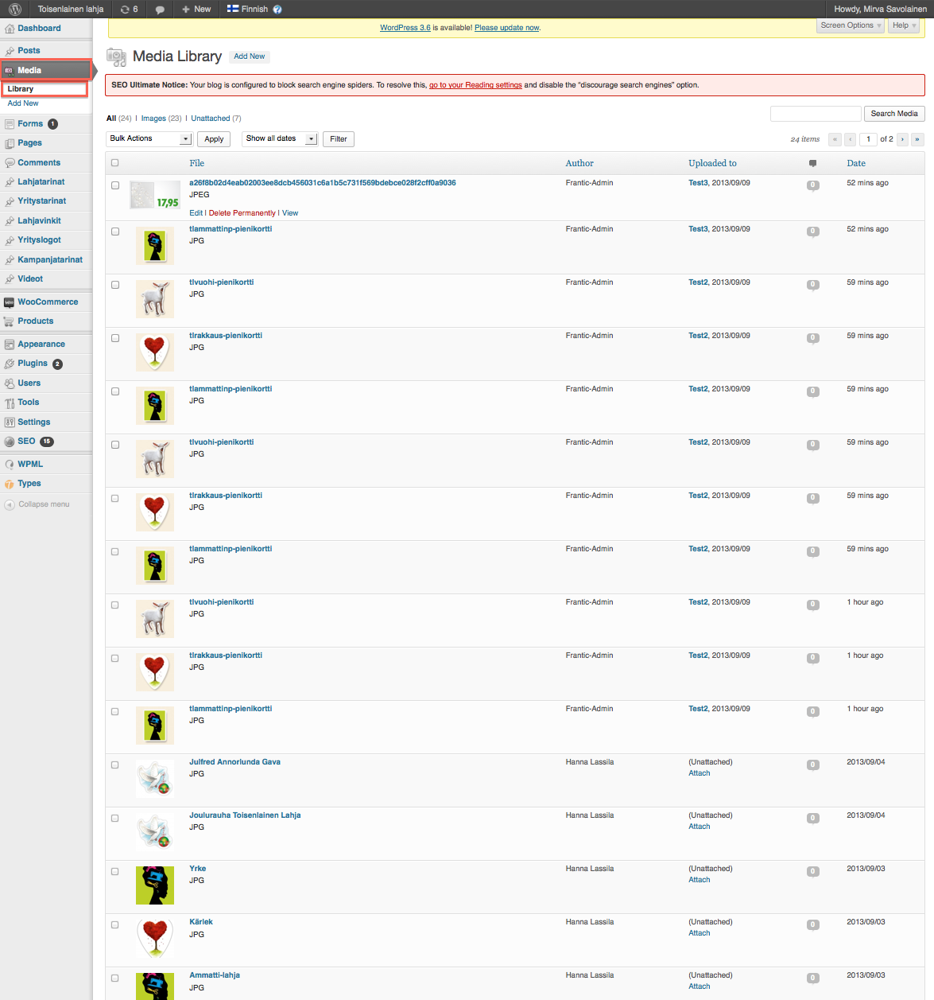 Toisenlainen lahja 6 + New Finnish Howdy, Mirva Savolainen
WordPress 3.6 is available! Please update now.
Screen Options Help
Dashboard
Posts
Media
Library
Add New
Forms 1
Pages
Comments
Lahjatarinat
Yritystarinat
Lahjavinkit
Yrityslogot
Kampanjatarinat
Videot
WooCommerce
Products
Appearance
Plugins 2
Users
Tools
Settings
SEO 15
WPML
Types
Collapse menu
Media Library Add New
SEO Ultimate Notice: Your blog is configured to block search engine spiders. To resolve this, go to your Reading settings and disable the "discourage search engines" option.
All (24) | Images (23) | Unattached (7)
Search Media
Bulk Actions Apply Show all dates Filter
24 items « ‹ 1 of 2 › »
File Author Uploaded to Date
17,95
a26f8b02d4eab02003ee8dcb456031c6a1b5c731f569bdebce028f2cff0a9036 Frantic-Admin Test3, 2013/09/09 0 52 mins ago
JPEG
Edit | Delete Permanently | View
tlammattinp-pienikortti Frantic-Admin Test3, 2013/09/09 0 52 mins ago
JPG
tlvuohi-pienikortti Frantic-Admin Test2, 2013/09/09 0 59 mins ago
JPG
tlrakkaus-pienikortti Frantic-Admin Test2, 2013/09/09 0 59 mins ago
JPG
tlammattinp-pienikortti Frantic-Admin Test2, 2013/09/09 0 59 mins ago
JPG
tlvuohi-pienikortti Frantic-Admin Test2, 2013/09/09 0 59 mins ago
JPG
tlrakkaus-pienikortti Frantic-Admin Test2, 2013/09/09 0 59 mins ago
JPG
tlammattinp-pienikortti Frantic-Admin Test2, 2013/09/09 0 59 mins ago
JPG
tlvuohi-pienikortti Frantic-Admin Test2, 2013/09/09 0 1 hour ago
JPG
tlrakkaus-pienikortti Frantic-Admin Test2, 2013/09/09 0 1 hour ago
JPG
tlammattinp-pienikortti Frantic-Admin Test2, 2013/09/09 0 1 hour ago
JPG
Julfred Annorlunda Gava Hanna Lassila (Unattached) 0 2013/09/04
JPG Attach
Joulurauha Toisenlainen Lahja Hanna Lassila (Unattached) 0 2013/09/04
JPG Attach
Yrke Hanna Lassila (Unattached) 0 2013/09/03
JPG Attach
Kärlek Hanna Lassila (Unattached) 0 2013/09/03
JPG Attach
Ammatti-lahja Hanna Lassila (Unattached) 0 2013/09/03
JPG Attach